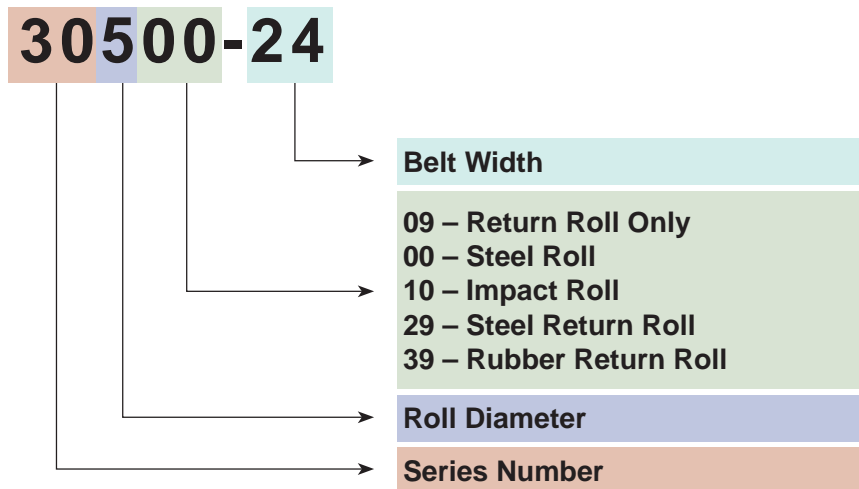 30500-24
Belt Width
09 – Return Roll Only
00 – Steel Roll
10 – Impact Roll
29 – Steel Return Roll
39 – Rubber Return Roll
Roll Diameter
Series Number